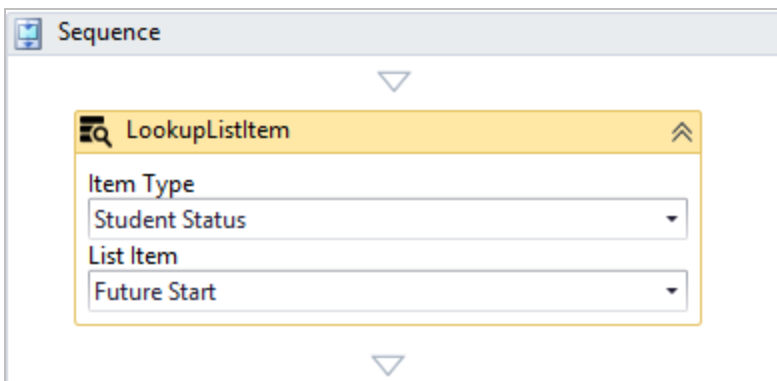 Sequence
LookupListItem
Item Type
Student Status
List Item
Future Start